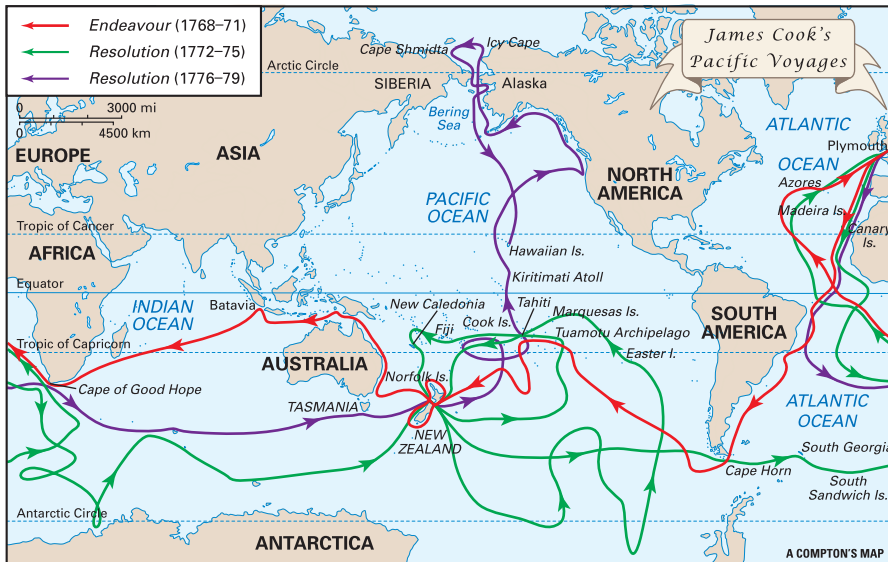 Endeavour (1768–71)
Resolution (1772–75)
Resolution (1776–79)
0 3000 mi
0 4500 km
James Cook's
Pacific Voyages
Cape Shmidta
Icy Cape
Arctic Circle
SIBERIA
Alaska
Bering
Sea
EUROPE
ASIA
NORTH
AMERICA
ATLANTIC
OCEAN
Plymouth
Azores
Madeira Is.
Canary
Is.
PACIFIC
OCEAN
Tropic of Cancer
AFRICA
Hawaiian Is.
Kiritimati Atoll
Equator
INDIAN
OCEAN
Batavia
New Caledonia
Fiji
Cook Is.
Tahiti
Marquesas Is.
Tuamotu Archipelago
Easter I.
SOUTH
AMERICA
Tropic of Capricorn
AUSTRALIA
Norfolk Is.
Cape of Good Hope
TASMANIA
NEW
ZEALAND
ATLANTIC
OCEAN
Cape Horn
South Georgia
South
Sandwich Is.
Antarctic Circle
ANTARCTICA
A COMPTON'S MAP